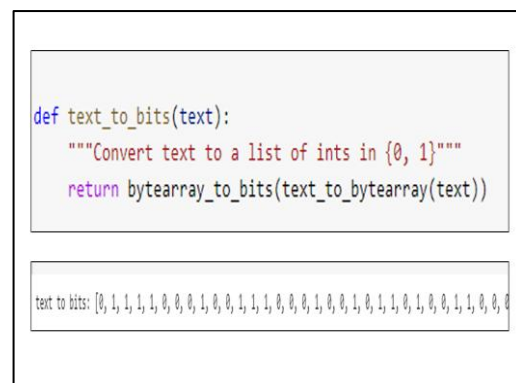 def text_to_bits(text):
"""Convert text to a list of ints in {0, 1}"""
return bytearray_to_bits(text_to_bytearray(text))
text to bits: [0, 1, 1, 1, 1, 0, 0, 0, 1, 0, 0, 1, 1, 1, 0, 0, 0, 1, 0, 0, 1, 0, 1, 1, 0, 1, 0, 0, 1, 1, 0, 0, 0